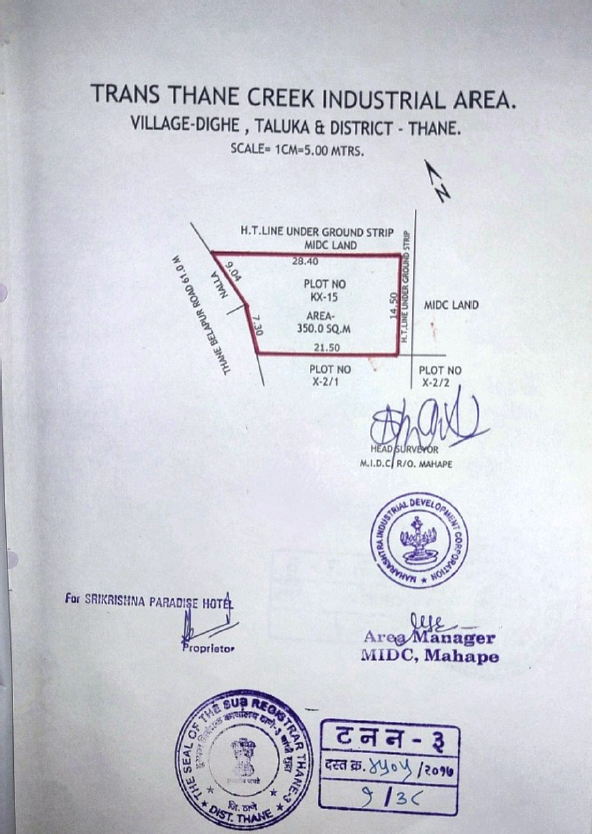 TRANS THANE CREEK INDUSTRIAL AREA.
VILLAGE-DIGHE , TALUKA & DISTRICT - THANE.
SCALE= 1CM=5.00 MTRS.
N
H.T.LINE UNDER GROUND STRIP
MIDC LAND
28.40
9.04
NALLA
THANE BELAPUR ROAD 61.0 M
PLOT NO
KX-15
AREA-
350.0 SQ.M
14.50
H.T.LINE UNDER GROUND STRIP
MIDC LAND
7.30
21.50
PLOT NO
X-2/1
PLOT NO
X-2/2
HEAD SURVEYOR
M.I.D.C. R/O. MAHAPE
MAHARASHTRA INDUSTRIAL DEVELOPMENT CORPORATION
For SRIKRISHNA PARADISE HOTEL
Proprietor
Area Manager
MIDC, Mahape
THE SEAL OF THE SUB REGISTRAR THANE-3
जि. ठाणे
DIST. THANE
ट न न - ३
दस्त क्र. ४५०५ /२०१७
१ / ३८